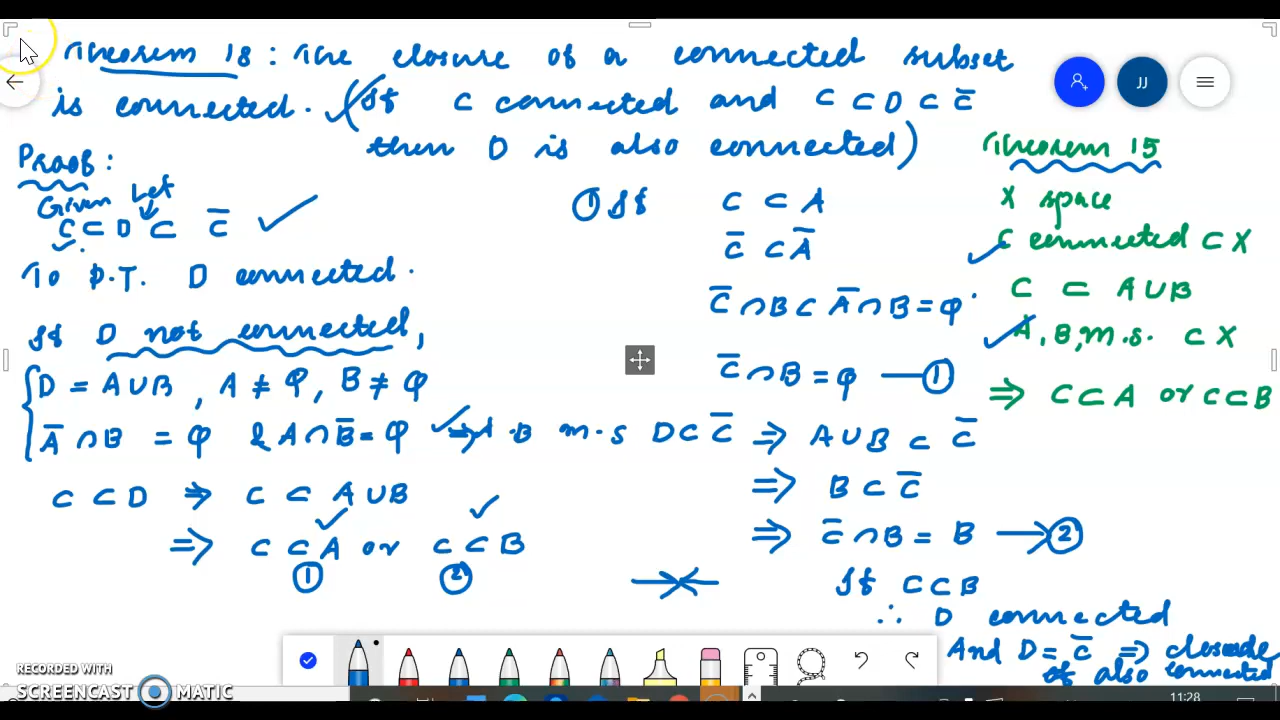 Theorem 18 : The closure of a connected subset
is connected. (If C connected and C ⊂ D ⊂ C̅
then D is also connected)
Proof:
Given Let
C ⊂ D ⊂ C̅
To P.T. D connected.
If D not connected,
D = A∪B, A ≠ φ, B ≠ φ
A̅ ∩ B = φ & A ∩ B̅ = φ ⇒ A, B m.s D ⊂ C̅ ⇒ A∪B ⊂ C̅
C ⊂ D ⇒ C ⊂ A∪B
⇒ C ⊂ A or C ⊂ B
① ②
① If C ⊂ A
C̅ ⊂ A̅
C̅ ∩ B ⊂ A̅ ∩ B = φ
C̅ ∩ B = φ — ①
⇒ B ⊂ C̅
⇒ C̅ ∩ B = B → ②
If C ⊂ B
∴ D connected
And D = C̅ ⇒
of also connected
Theorem 15
X space
C connected ⊂ X
C ⊂ A∪B
A, B, m.s. ⊂ X
⇒ C ⊂ A or C ⊂ B
JJ
RECORDED WITH
SCREENCAST MATIC
11:28